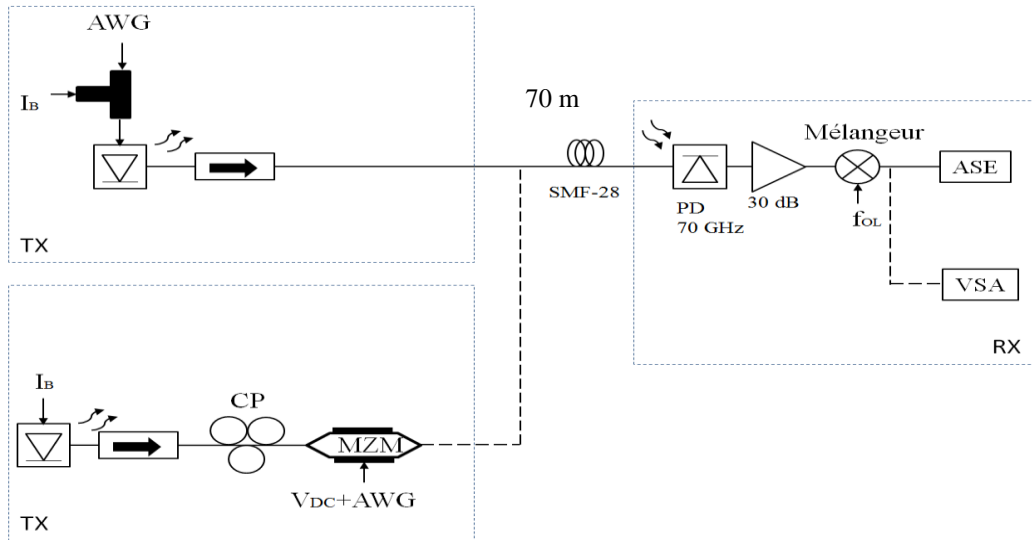 AWG
IB
TX
70 m
SMF-28
PD
70 GHz
30 dB
Mélangeur
fOL
ASE
VSA
RX
IB
CP
MZM
VDC+AWG
TX